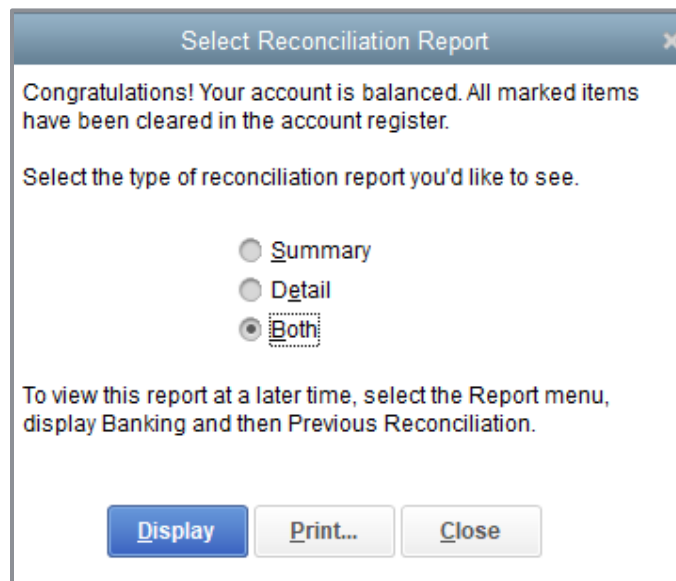 Select Reconciliation Report
Congratulations! Your account is balanced. All marked items
have been cleared in the account register.
Select the type of reconciliation report you'd like to see.
Summary
Detail
Both
To view this report at a later time, select the Report menu,
display Banking and then Previous Reconciliation.
Display Print... Close